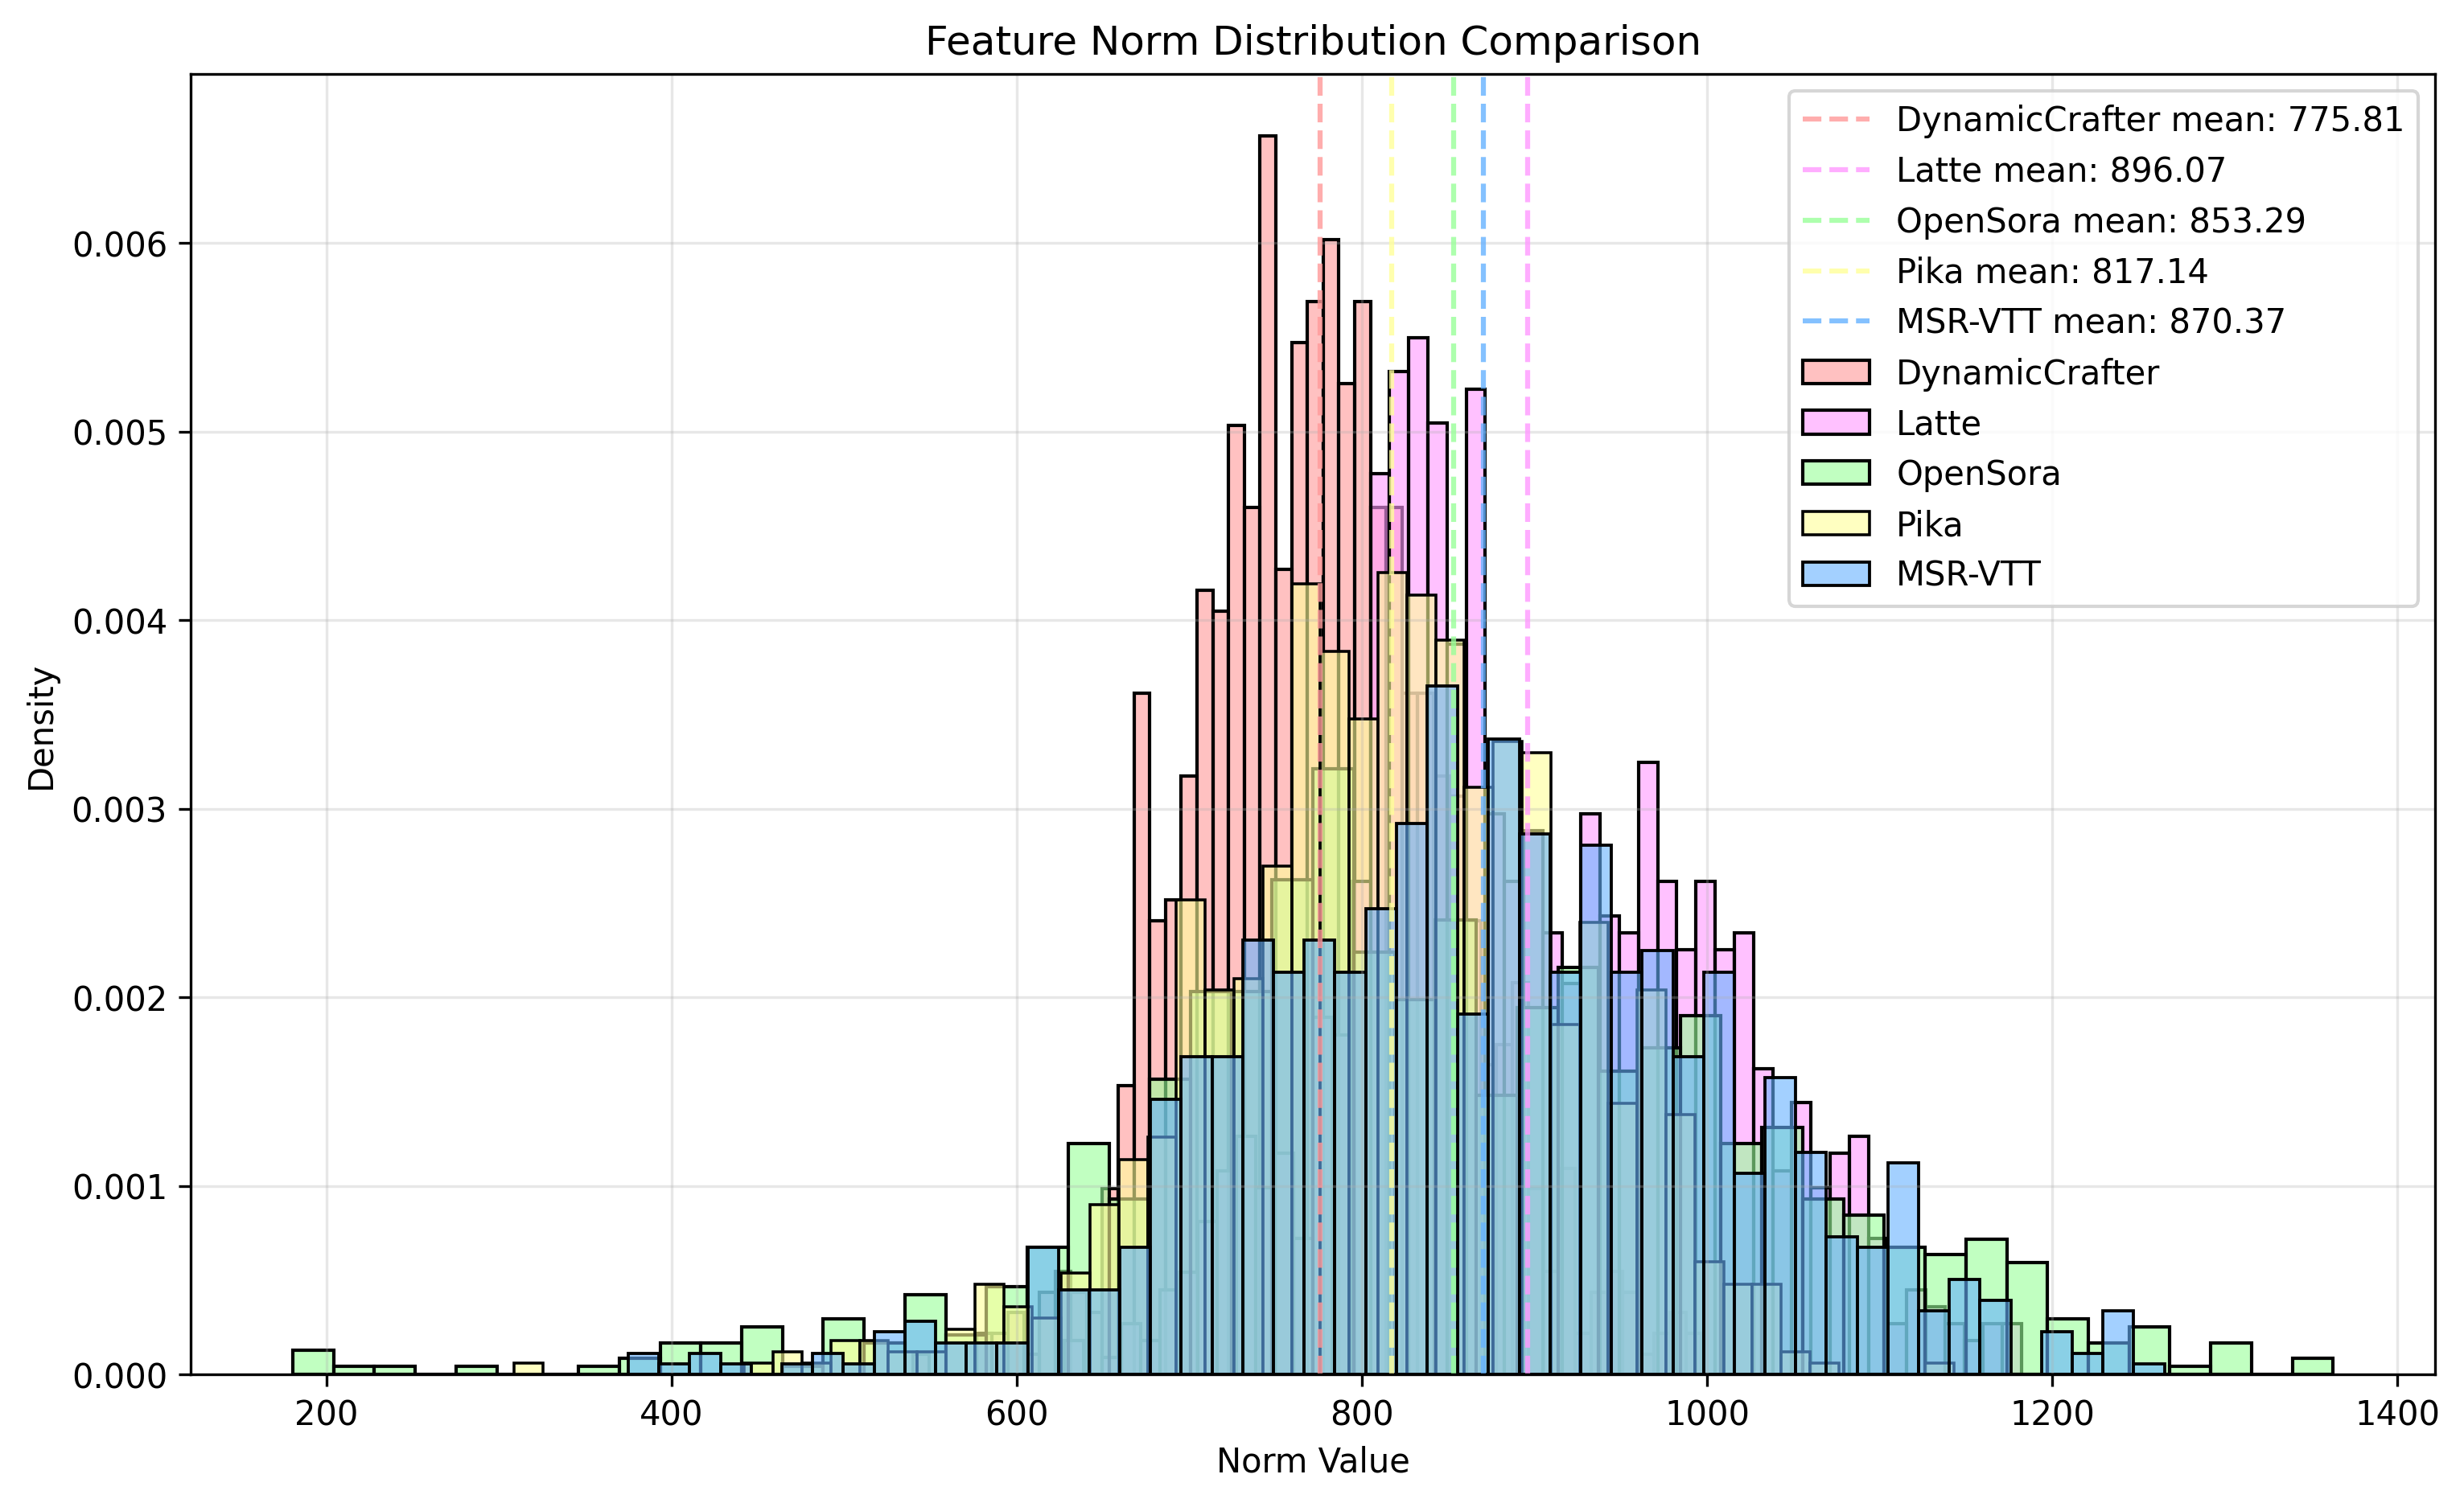 Feature Norm Distribution Comparison
DynamicCrafter mean: 775.81
Latte mean: 896.07
OpenSora mean: 853.29
Pika mean: 817.14
MSR-VTT mean: 870.37
DynamicCrafter
Latte
OpenSora
Pika
MSR-VTT
Density
0.006
0.005
0.004
0.003
0.002
0.001
0.000
200 400 600 800 1000 1200 1400
Norm Value